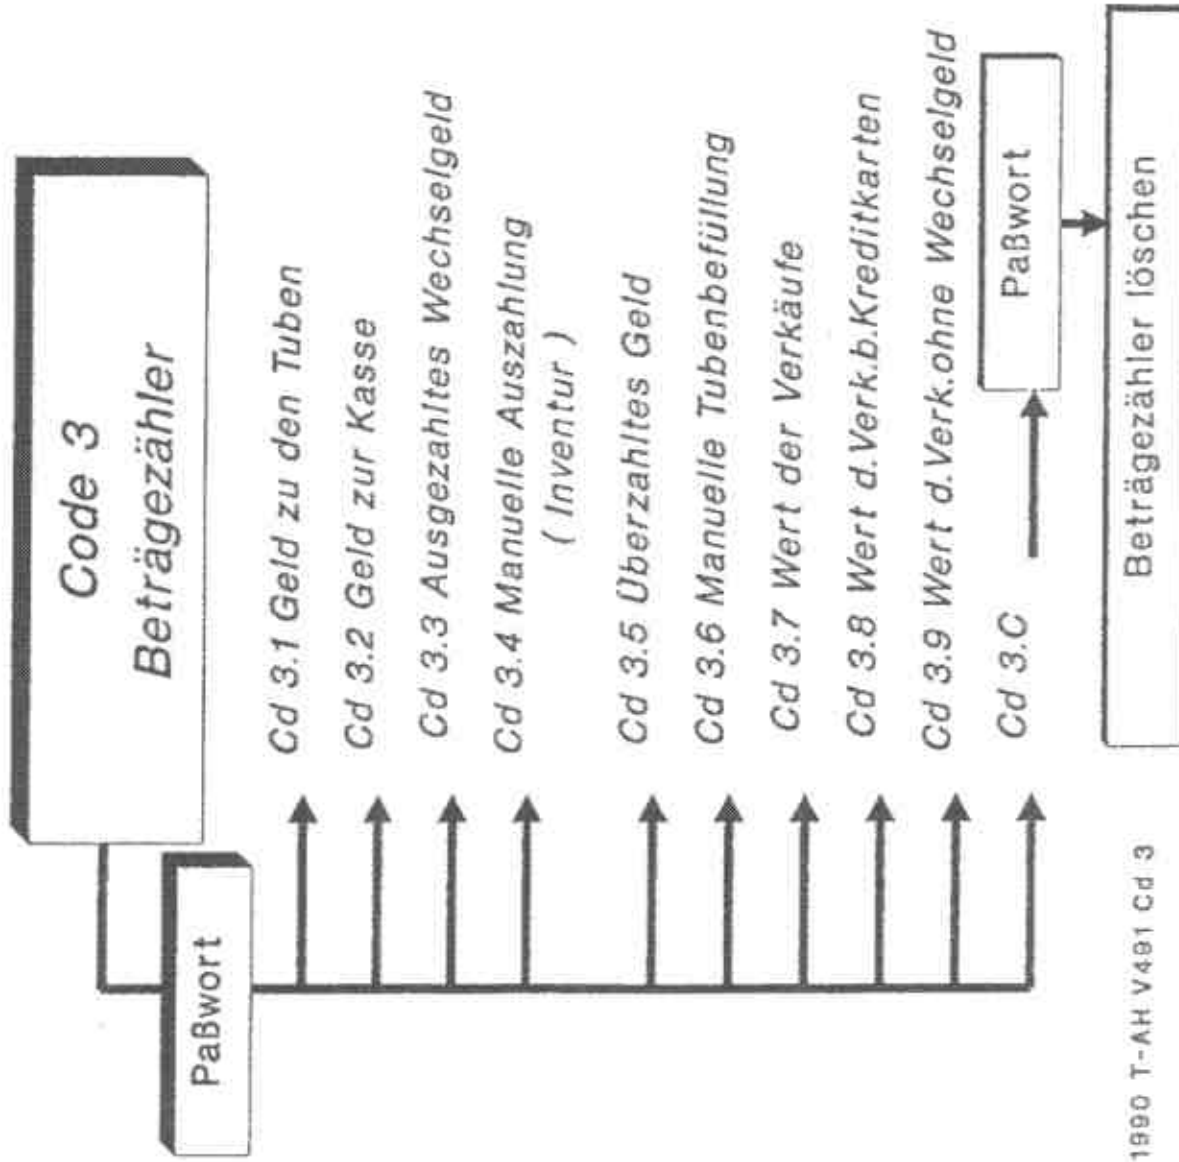 Code 3
Beträgezähler
Paßwort
Cd 3.1 Geld zu den Tuben
Cd 3.2 Geld zur Kasse
Cd 3.3 Ausgezahltes Wechselgeld
Cd 3.4 Manuelle Auszahlung
( Inventur )
Cd 3.5 Überzahltes Geld
Cd 3.6 Manuelle Tubenbefüllung
Cd 3.7 Wert der Verkäufe
Cd 3.8 Wert d.Verk.b.Kreditkarten
Cd 3.9 Wert d.Verk.ohne Wechselgeld
Cd 3.C
Paßwort
Beträgezähler löschen
1990 T-AH V491 Cd 3